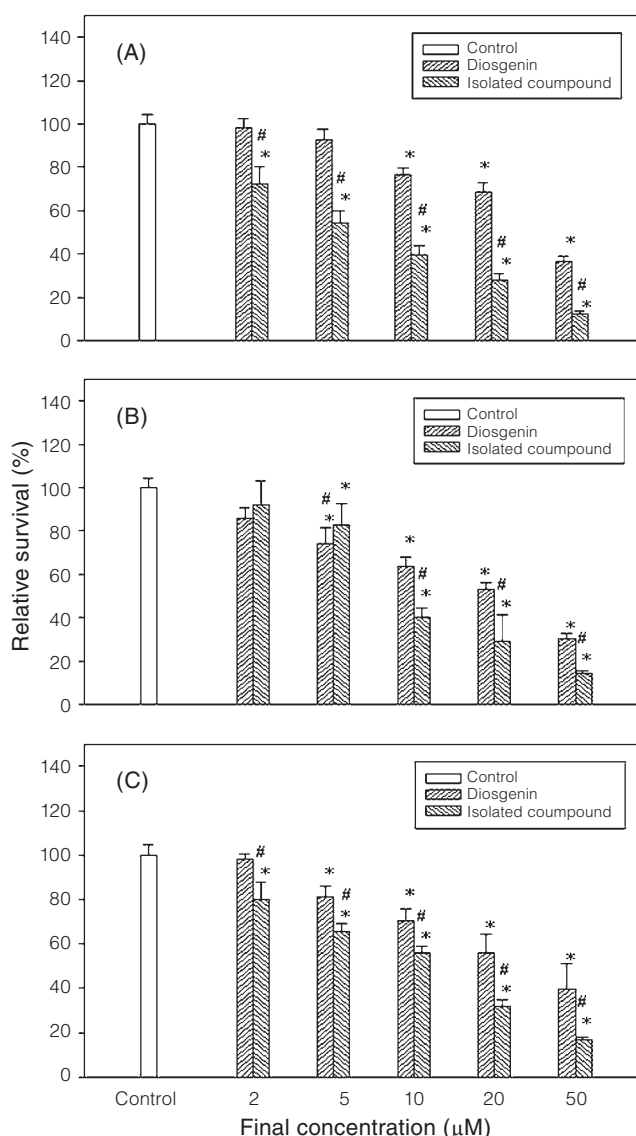 (A)
Control
Diosgenin
Isolated coumpound
140
120
100
80
60
40
20
0
# *
# *
* # *
* # *
* # *
(B)
Control
Diosgenin
Isolated coumpound
140
120
100
80
60
40
20
0
# * *
* # *
* # *
* # *
Relative survival (%)
(C)
Control
Diosgenin
Isolated coumpound
140
120
100
80
60
40
20
0
# *
* # *
* # *
* # *
* # *
Control 2 5 10 20 50
Final concentration (μM)